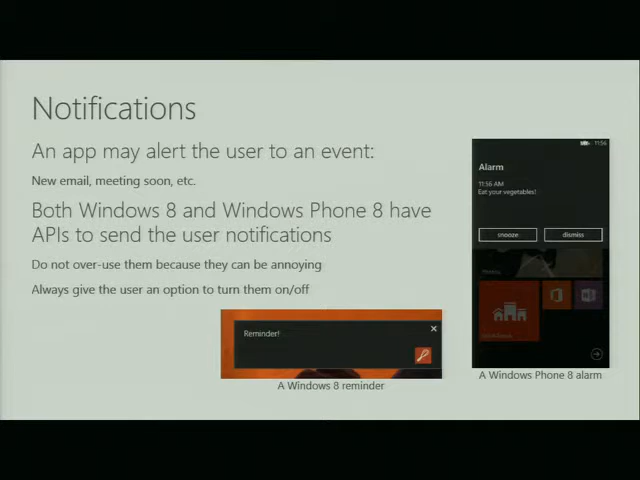 Notifications
An app may alert the user to an event:
New email, meeting soon, etc.
Both Windows 8 and Windows Phone 8 have
APIs to send the user notifications
Do not over-use them because they can be annoying
Always give the user an option to turn them on/off
Reminder!
A Windows 8 reminder
11:56
Alarm
11:56 AM
Eat your vegetables!
snooze
dismiss
A Windows Phone 8 alarm